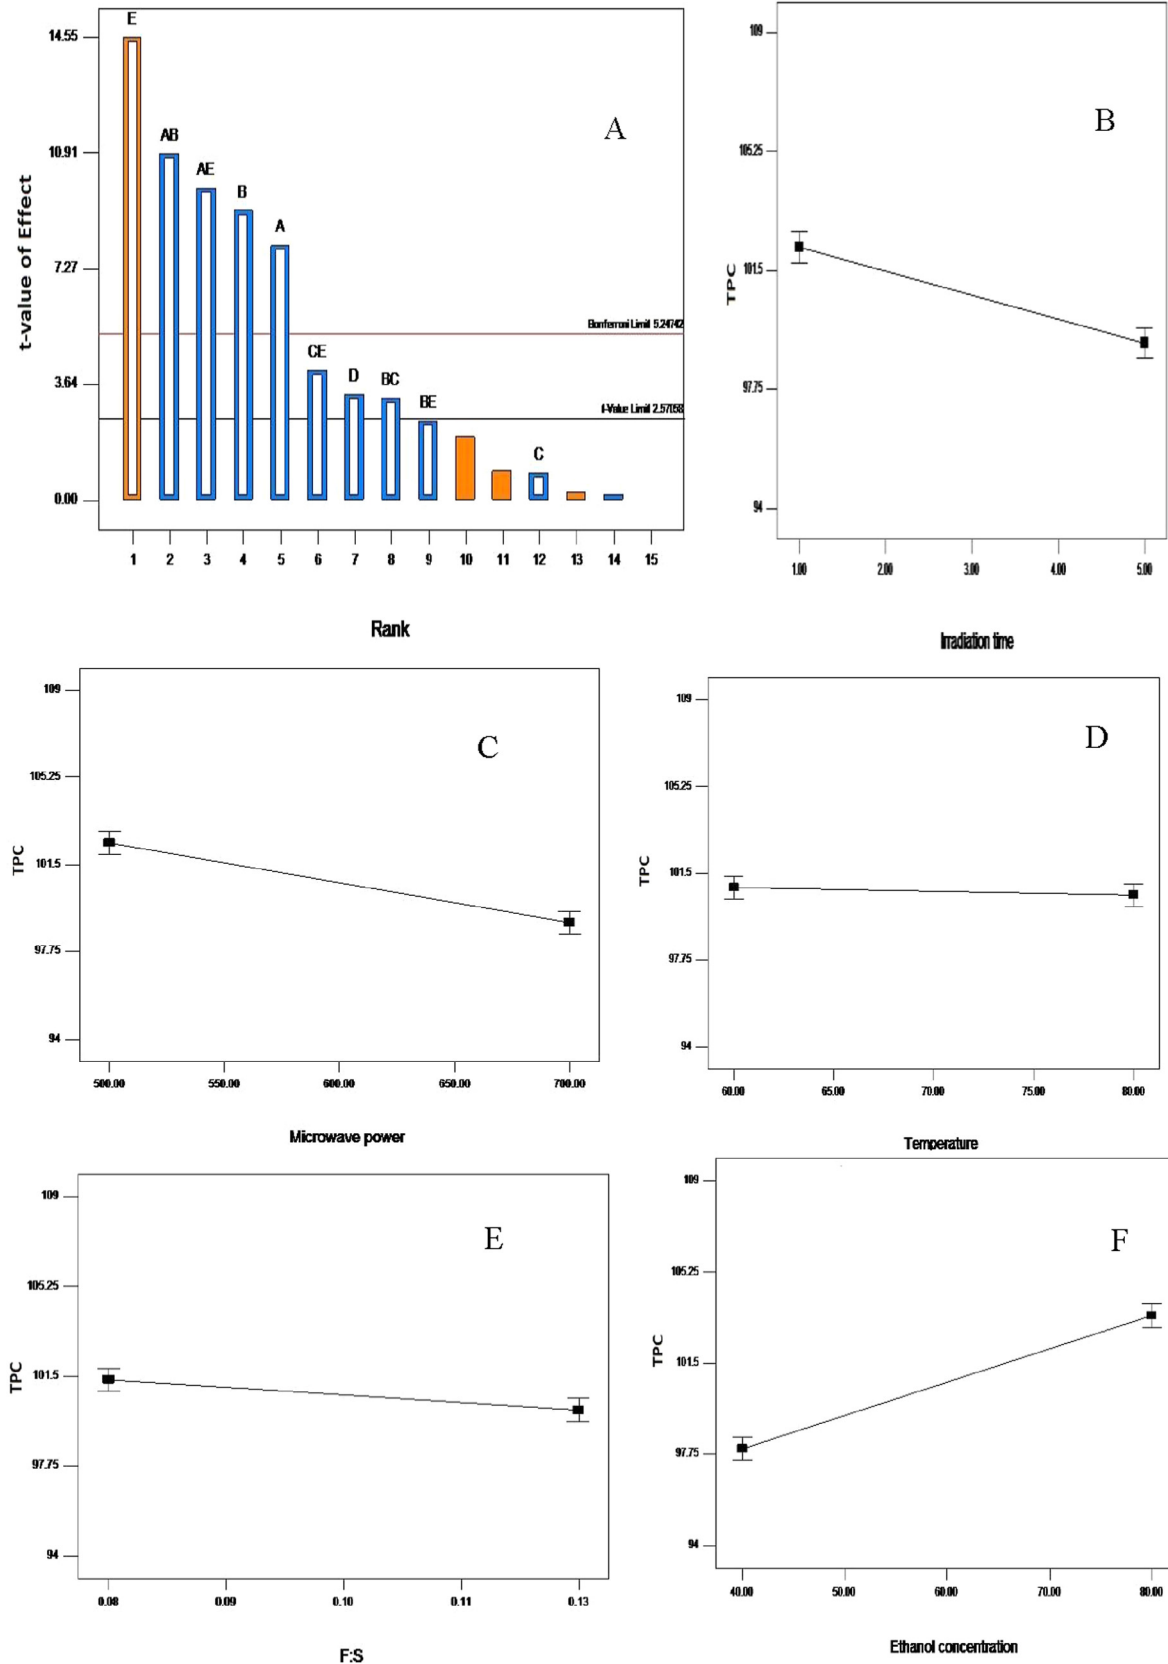 E
14.55
AB
10.91
AE
B
A
7.27
t-value of Effect
Bonferroni Limit 5.24742
CE
D
BC
3.64
t-Value Limit 2.57058
BE
C
0.00
1 2 3 4 5 6 7 8 9 10 11 12 13 14 15
Rank
A
109
B
105.25
101.5
TPC
97.75
94
1.00 2.00 3.00 4.00 5.00
Irradiation time
109
C
105.25
101.5
TPC
97.75
94
500.00 550.00 600.00 650.00 700.00
Microwave power
109
D
105.25
101.5
TPC
97.75
94
60.00 65.00 70.00 75.00 80.00
Temperature
109
E
105.25
101.5
TPC
97.75
94
0.08 0.09 0.10 0.11 0.13
F:S
109
F
105.25
101.5
TPC
97.75
94
40.00 50.00 60.00 70.00 80.00
Ethanol concentration